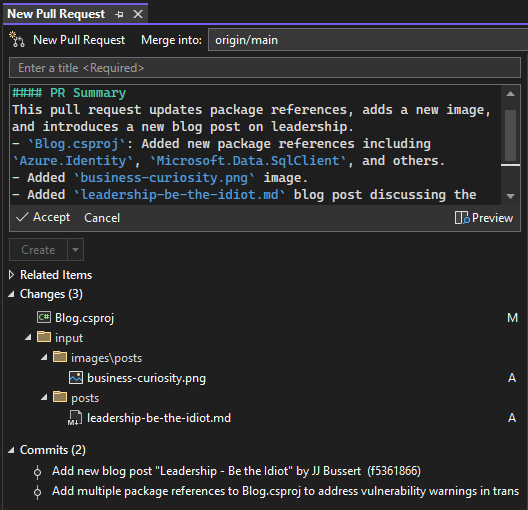 New Pull Request
New Pull Request Merge into: origin/main
Enter a title <Required>
#### PR Summary
This pull request updates package references, adds a new image,
and introduces a new blog post on leadership.
- `Blog.csproj`: Added new package references including
`Azure.Identity`, `Microsoft.Data.SqlClient`, and others.
- Added `business-curiosity.png` image.
- Added `leadership-be-the-idiot.md` blog post discussing the
Accept Cancel Preview
Create
Related Items
Changes (3)
C# Blog.csproj M
input
images\posts
business-curiosity.png A
posts
leadership-be-the-idiot.md A
Commits (2)
Add new blog post "Leadership - Be the Idiot" by JJ Bussert (f5361866)
Add multiple package references to Blog.csproj to address vulnerability warnings in trans